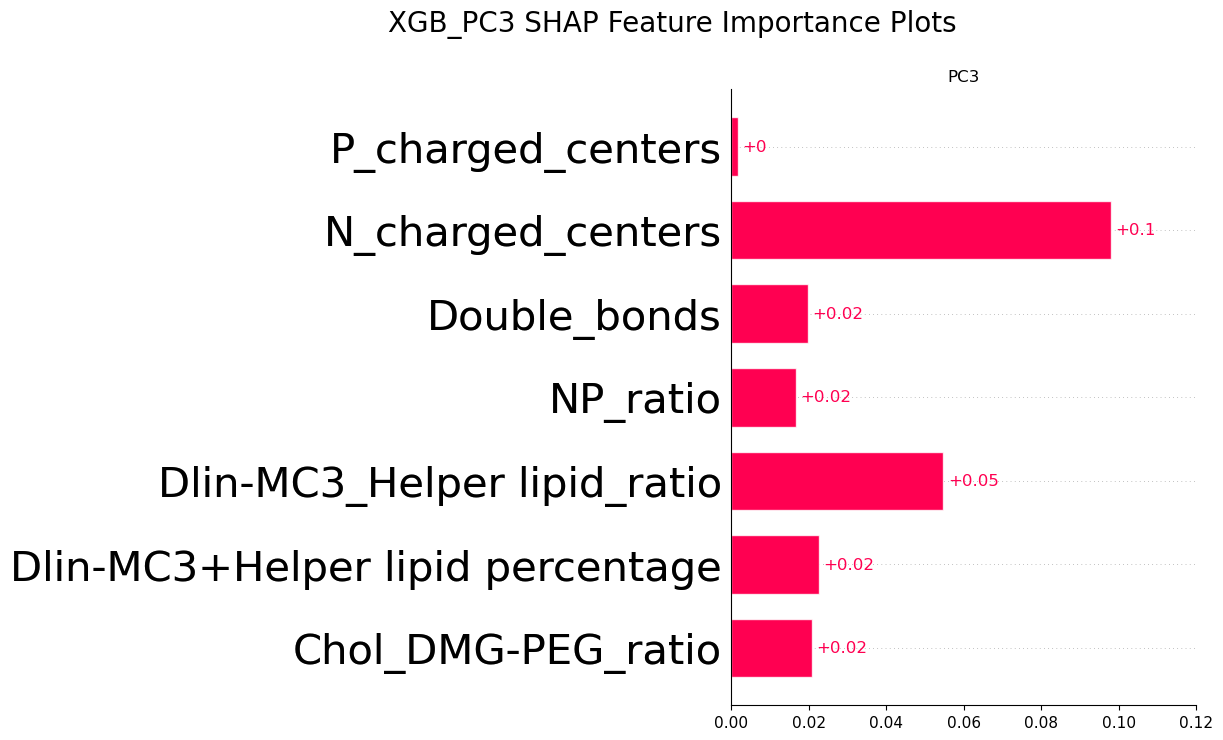 XGB_PC3 SHAP Feature Importance Plots
PC3
P_charged_centers
+0
N_charged_centers
+0.1
Double_bonds
+0.02
NP_ratio
+0.02
Dlin-MC3_Helper lipid_ratio
+0.05
Dlin-MC3+Helper lipid percentage
+0.02
Chol_DMG-PEG_ratio
+0.02
0.00 0.02 0.04 0.06 0.08 0.10 0.12